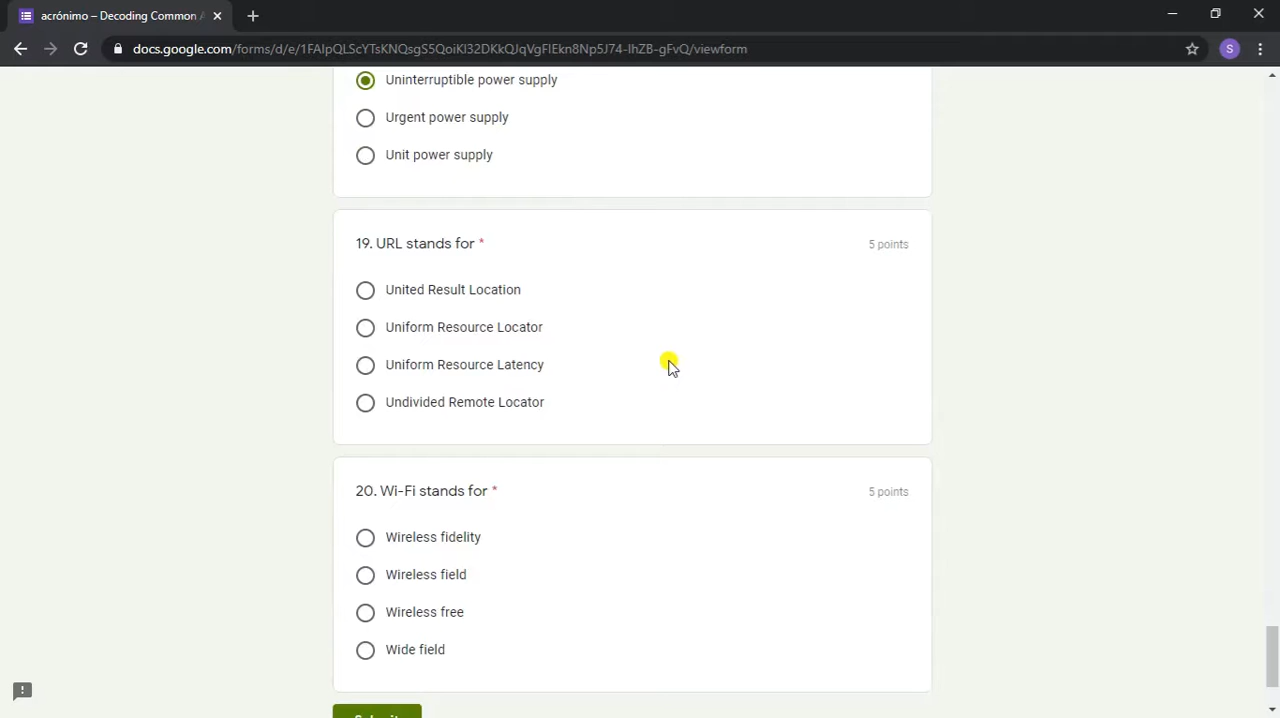 acrónimo – Decoding Common A
docs.google.com/forms/d/e/1FAIpQLScYTsKNQsgS5QoiKI32DKkQJqVgFlEkn8Np5J74-IhZB-gFvQ/viewform
S
Uninterruptible power supply
Urgent power supply
Unit power supply
19. URL stands for *
5 points
United Result Location
Uniform Resource Locator
Uniform Resource Latency
Undivided Remote Locator
20. Wi-Fi stands for *
5 points
Wireless fidelity
Wireless field
Wireless free
Wide field
Submit